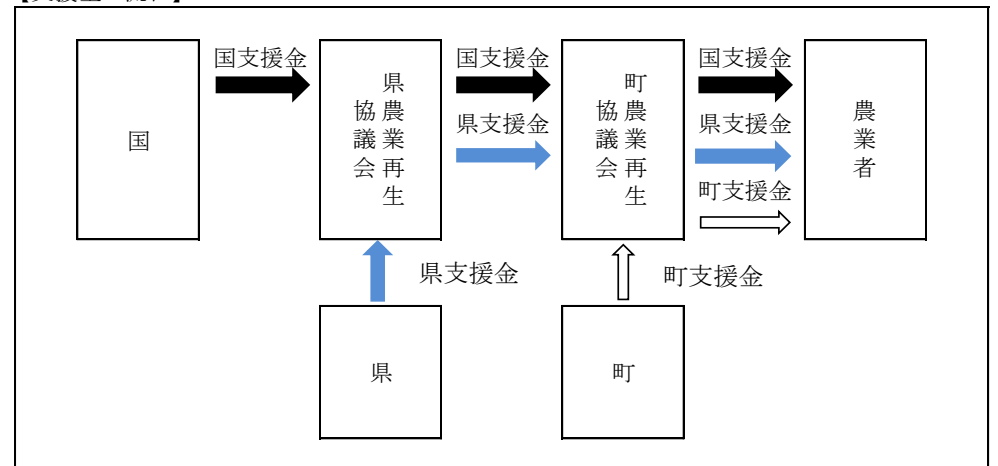 国支援金
国支援金
国支援金
国
県農業再生
協議会
県支援金
町農業再生
協議会
県支援金
町支援金
農業者
県支援金
町支援金
県
町